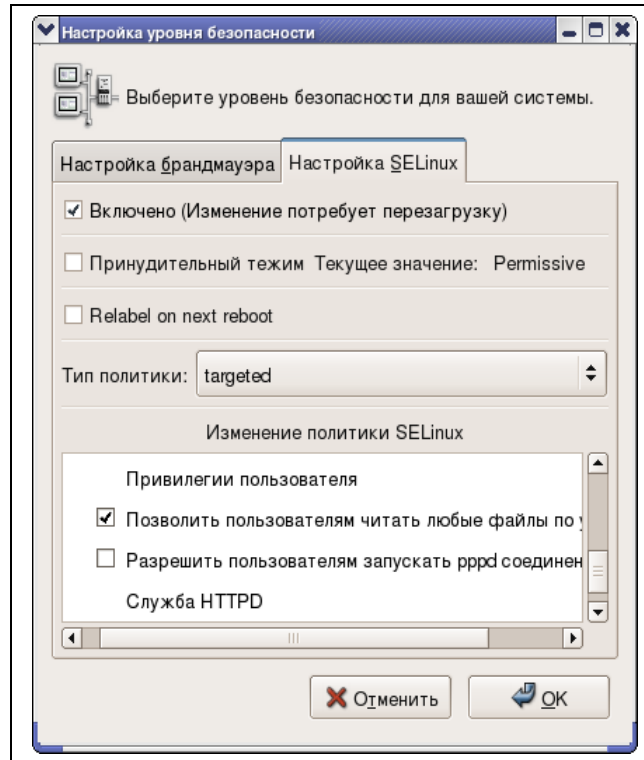 Настройка уровня безопасности
Выберите уровень безопасности для вашей системы.
Настройка брандмауэра Настройка SELinux
Включено (Изменение потребует перезагрузку)
Принудительный тежим Текущее значение: Permissive
Relabel on next reboot
Тип политики: targeted
Изменение политики SELinux
Привилегии пользователя
Позволить пользователям читать любые файлы по
Разрешить пользователям запускать pppd соединен
Служба HTTPD
Отменить OK